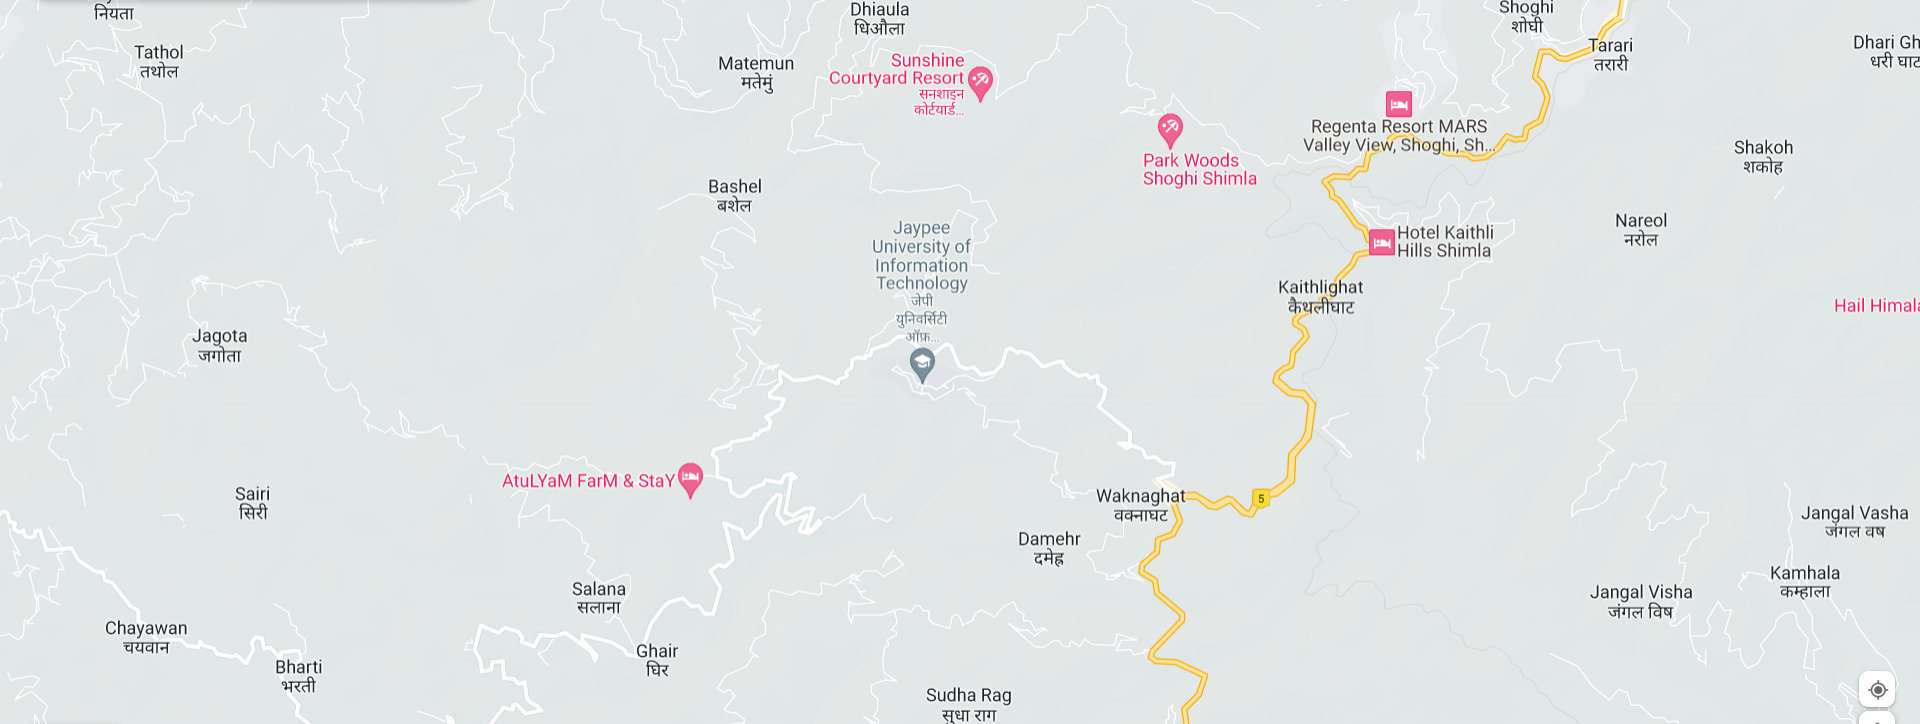 नियता
Tathol
तथोल
Dhiaula
धिऔला
Matemun
मतेमुं
Sunshine
Courtyard Resort
सनशाइन
कोर्टयार्ड...
Shoghi
शोघी
Tarari
तरारी
Dhari Gh
धरी घाट
Regenta Resort MARS
Valley View, Shoghi, Sh...
Park Woods
Shoghi Shimla
Shakoh
शकोह
Bashel
बशेल
Jaypee
University of
Information
Technology
जेपी
युनिवर्सिटी
ऑफ़...
Nareol
नरोल
Hotel Kaithli
Hills Shimla
Kaithlighat
कैथलीघाट
Hail Himala
Jagota
जगोता
AtuLYaM FarM & StaY
Sairi
सिरी
Waknaghat
वक्नाघट
5
Jangal Vasha
जंगल वष
Damehr
दमेह्र
Salana
सलाना
Kamhala
कम्हाला
Jangal Visha
जंगल विष
Chayawan
चयवान
Bharti
भरती
Ghair
घिर
Sudha Rag
सुधा राग